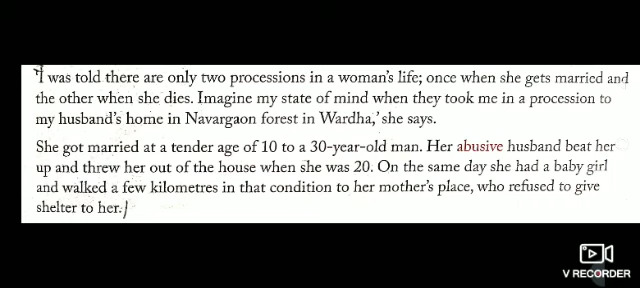 'I was told there are only two processions in a woman's life; once when she gets married and
the other when she dies. Imagine my state of mind when they took me in a procession to
my husband's home in Navargaon forest in Wardha,' she says.
She got married at a tender age of 10 to a 30-year-old man. Her abusive husband beat her
up and threw her out of the house when she was 20. On the same day she had a baby girl
and walked a few kilometres in that condition to her mother's place, who refused to give
shelter to her.
V RECORDER